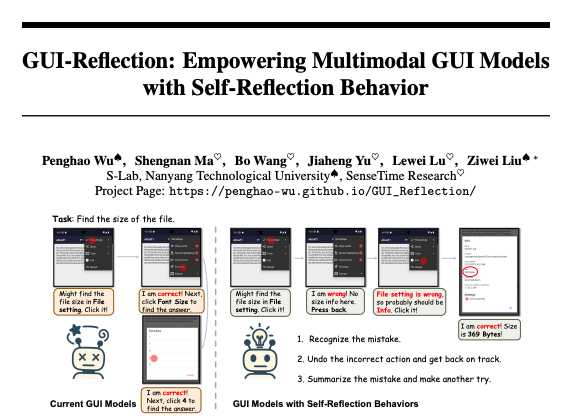 GUI-Reflection: Empowering Multimodal GUI Models
with Self-Reflection Behavior
Penghao Wu♠, Shengnan Ma♡, Bo Wang♡, Jiaheng Yu♡, Lewei Lu♡, Ziwei Liu♠ *
S-Lab, Nanyang Technological University♠, SenseTime Research♡
Project Page: https://penghao-wu.github.io/GUI_Reflection/
Task: Find the size of the file.
Might find the
file size in File
setting. Click it!
I am correct! Next,
click Font Size to
find the answer.
I am correct!
Next, click 4 to
find the answer.
Current GUI Models
Might find the
file size in File
setting. Click it!
I am wrong! No
size info here.
Press back.
File setting is wrong,
so probably should be
Info. Click it!
I am correct! Size
is 369 Bytes!
1. Recognize the mistake.
2. Undo the incorrect action and get back on track.
3. Summarize the mistake and make another try.
GUI Models with Self-Reflection Behaviors